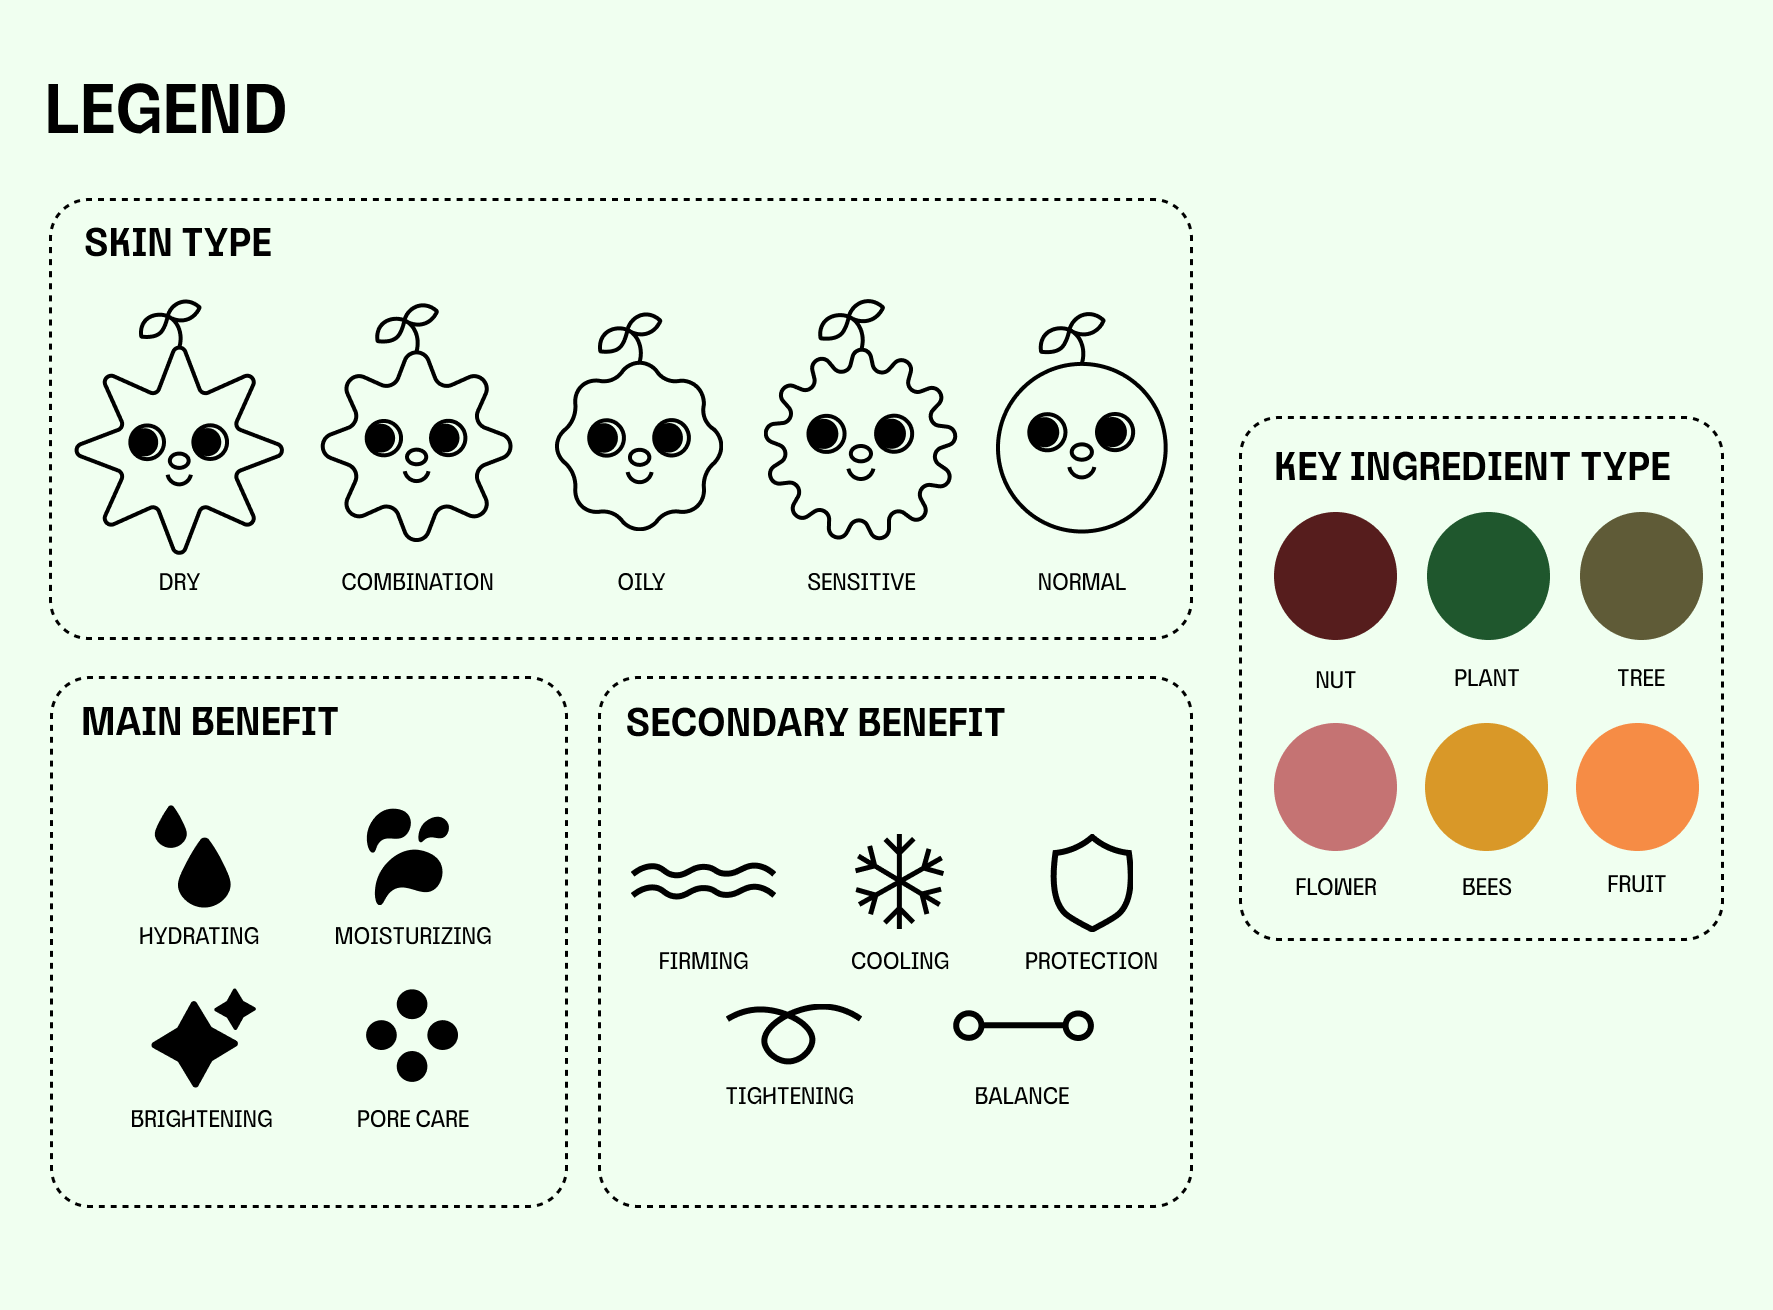 LEGEND
SKIN TYPE
DRY
COMBINATION
OILY
SENSITIVE
NORMAL
MAIN BENEFIT
HYDRATING
MOISTURIZING
BRIGHTENING
PORE CARE
SECONDARY BENEFIT
FIRMING
COOLING
PROTECTION
TIGHTENING
BALANCE
KEY INGREDIENT TYPE
NUT
PLANT
TREE
FLOWER
BEES
FRUIT